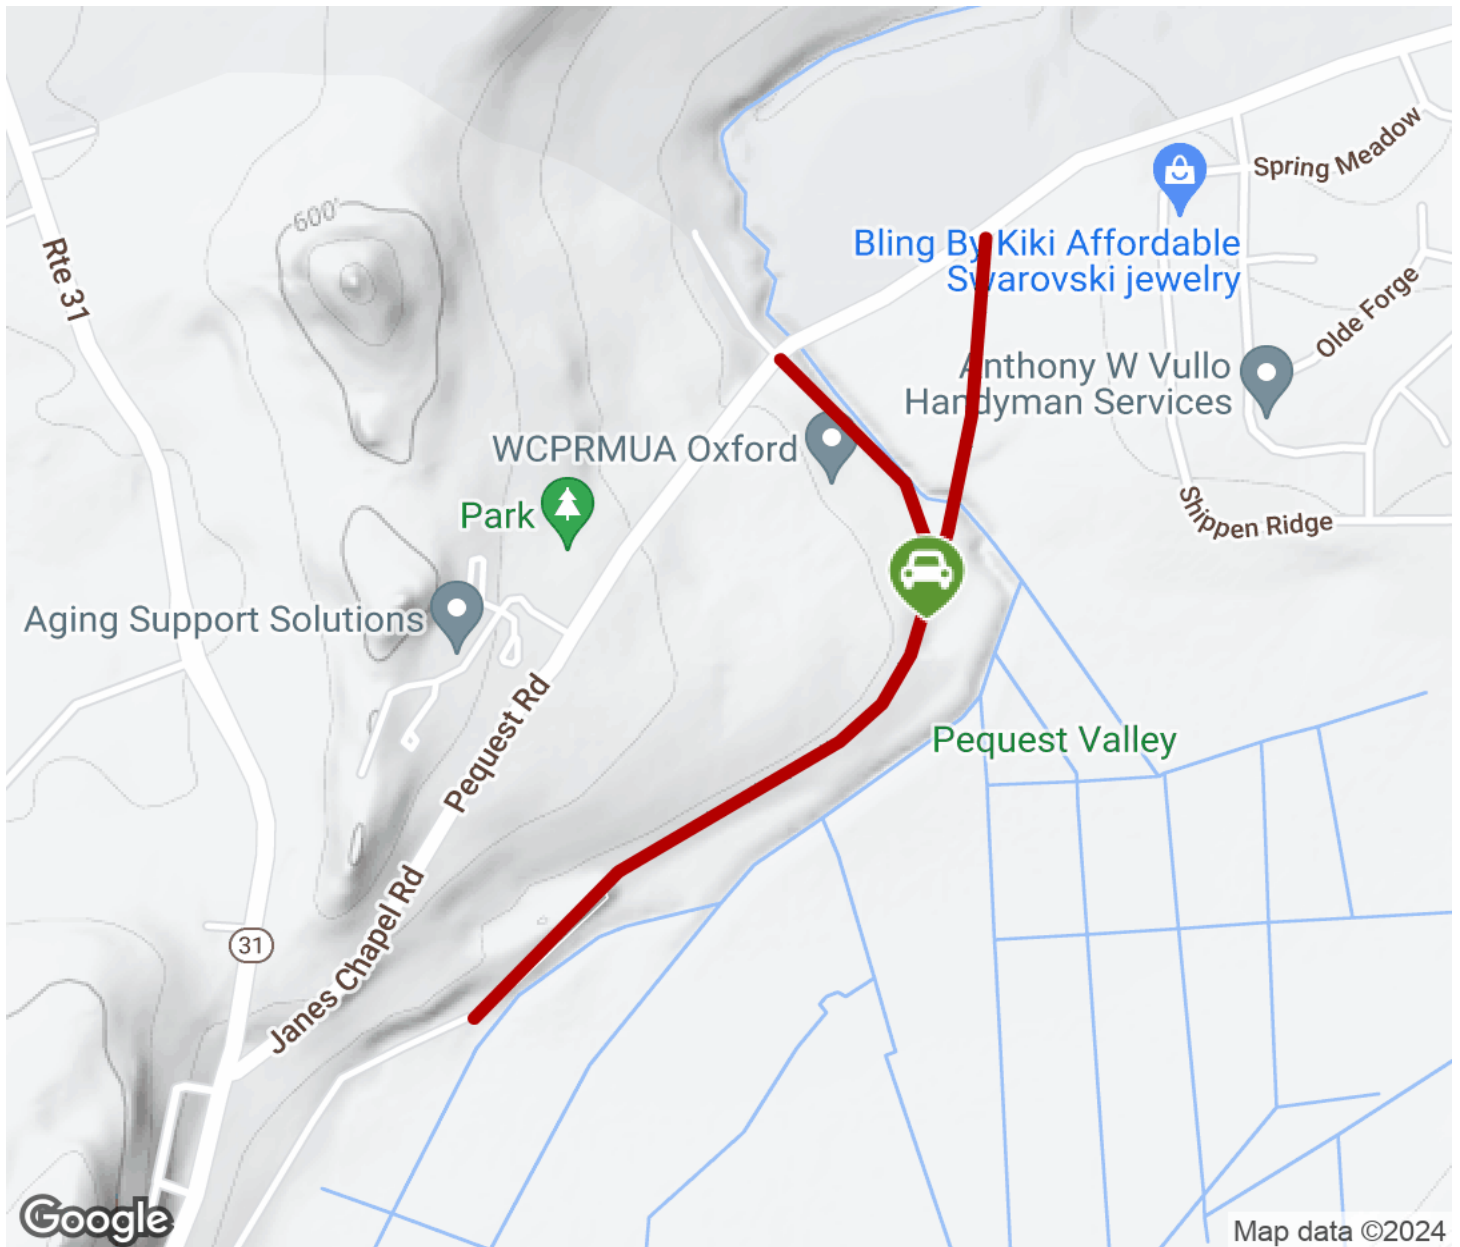 Spring Meadow
600'
Rte 31
Bling By Kiki Affordable
Swarovski jewelry
Olde Forge
Anthony W Vullo
Handyman Services
WCPRMUA Oxford
Park
Shippen Ridge
Aging Support Solutions
Pequest Rd
Pequest Valley
Janes Chapel Rd
31
Google
Map data ©2024